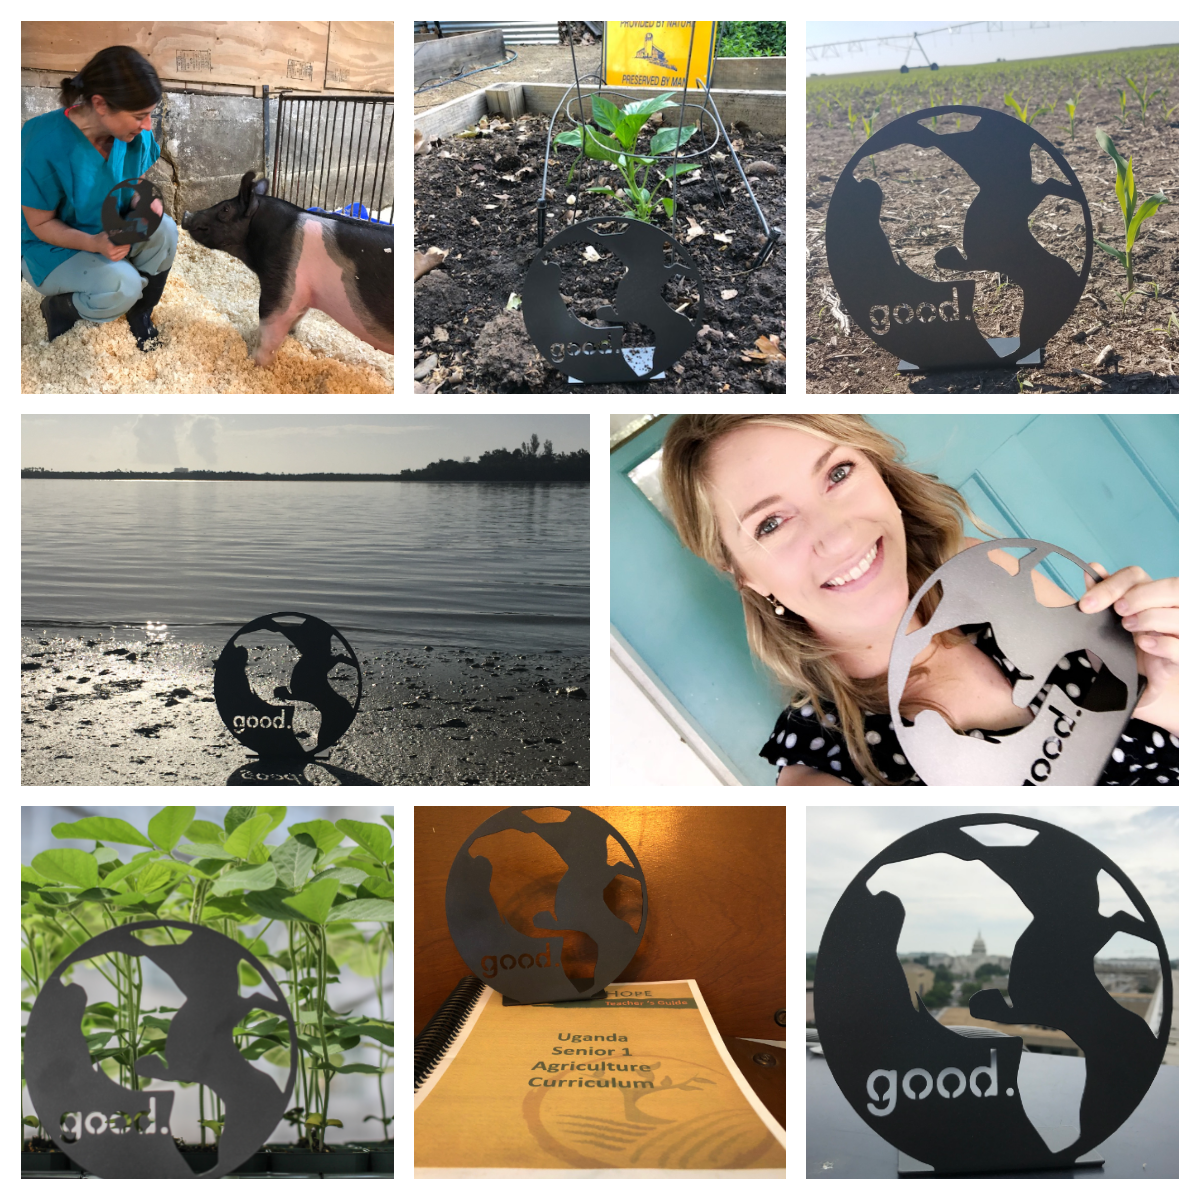 PROVIDED BY NATURE
PRESERVED BY MAN
good.
good.
good.
good.
good.
good.
HOPE
Teacher's Guide
good.
Uganda
Senior 1
Agriculture
Curriculum
good.